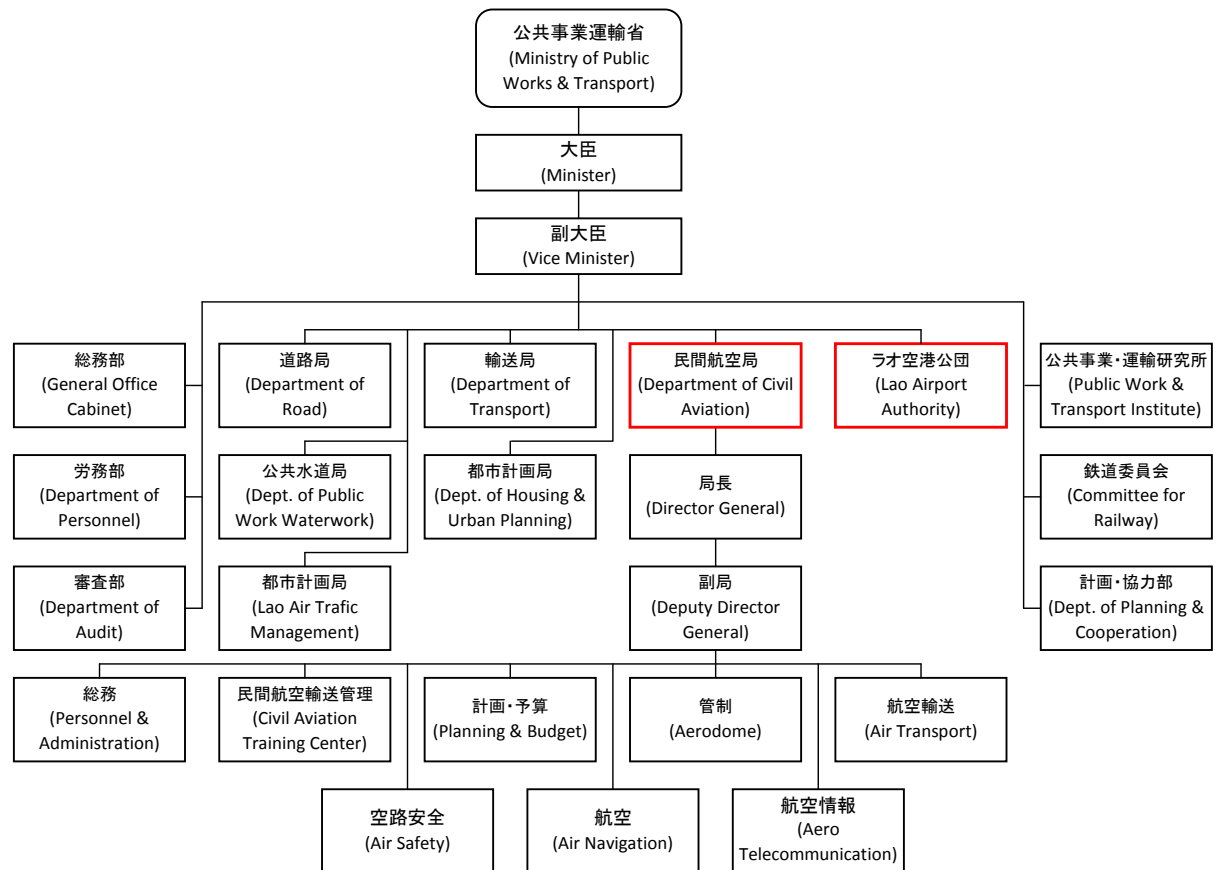 公共事業運輸省
(Ministry of Public
Works & Transport)
大臣
(Minister)
副大臣
(Vice Minister)
総務部
(General Office
Cabinet)
道路局
(Department of
Road)
輸送局
(Department of
Transport)
民間航空局
(Department of Civil
Aviation)
ラオ空港公団
(Lao Airport
Authority)
公共事業・運輸研究所
(Public Work &
Transport Institute)
労務部
(Department of
Personnel)
公共水道局
(Dept. of Public
Work Waterwork)
都市計画局
(Dept. of Housing &
Urban Planning)
局長
(Director General)
鉄道委員会
(Committee for
Railway)
審査部
(Department of
Audit)
都市計画局
(Lao Air Trafic
Management)
副局
(Deputy Director
General)
計画・協力部
(Dept. of Planning &
Cooperation)
総務
(Personnel &
Administration)
民間航空輸送管理
(Civil Aviation
Training Center)
計画・予算
(Planning & Budget)
管制
(Aerodome)
航空輸送
(Air Transport)
空路安全
(Air Safety)
航空
(Air Navigation)
航空情報
(Aero
Telecommunication)